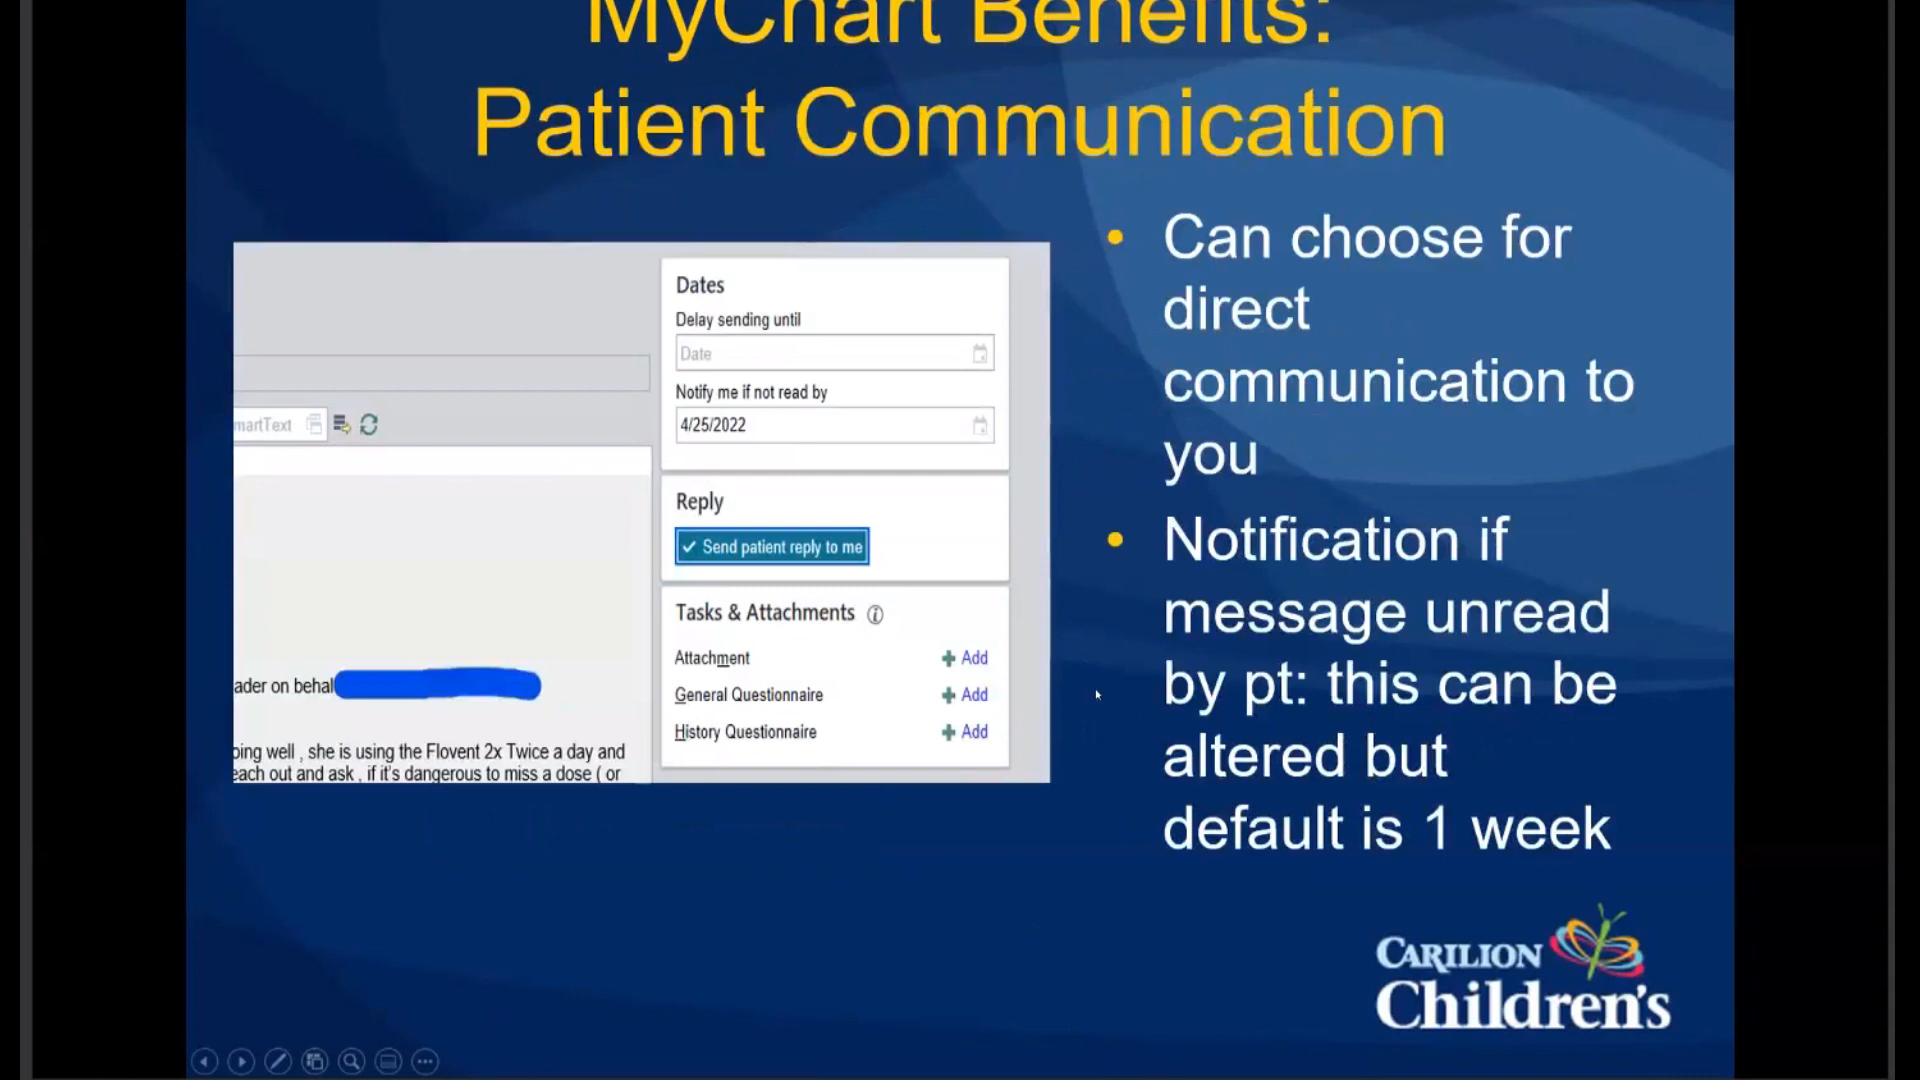 MyChart Benefits:
Patient Communication
Dates
Delay sending until
Date
Notify me if not read by
martText
4/25/2022
Reply
✓ Send patient reply to me
Tasks & Attachments
Attachment + Add
General Questionnaire + Add
ader on behal
History Questionnaire + Add
oing well , she is using the Flovent 2x Twice a day and
each out and ask , if it's dangerous to miss a dose ( or
• Can choose for
direct
communication to
you
• Notification if
message unread
by pt: this can be
altered but
default is 1 week
CARILION
Children's